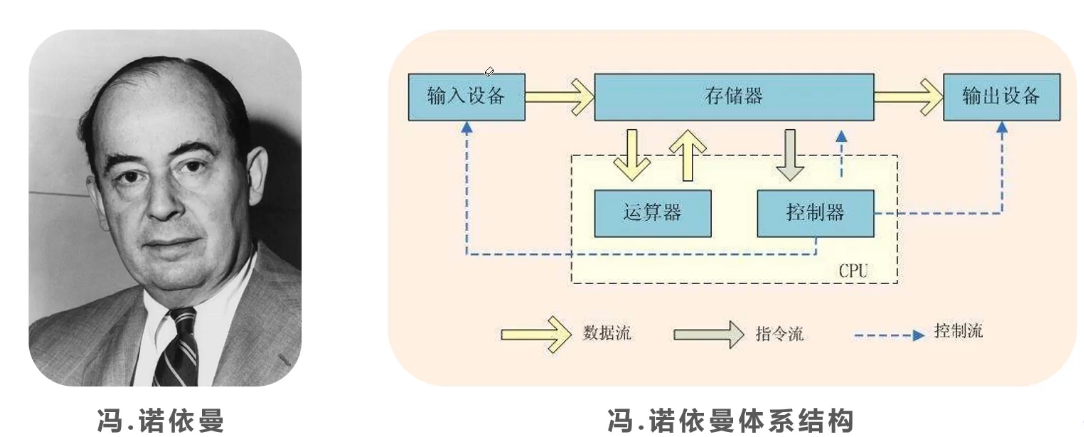 输入设备
存储器
输出设备
运算器
控制器
CPU
数据流
指令流
控制流
冯.诺依曼
冯.诺依曼体系结构